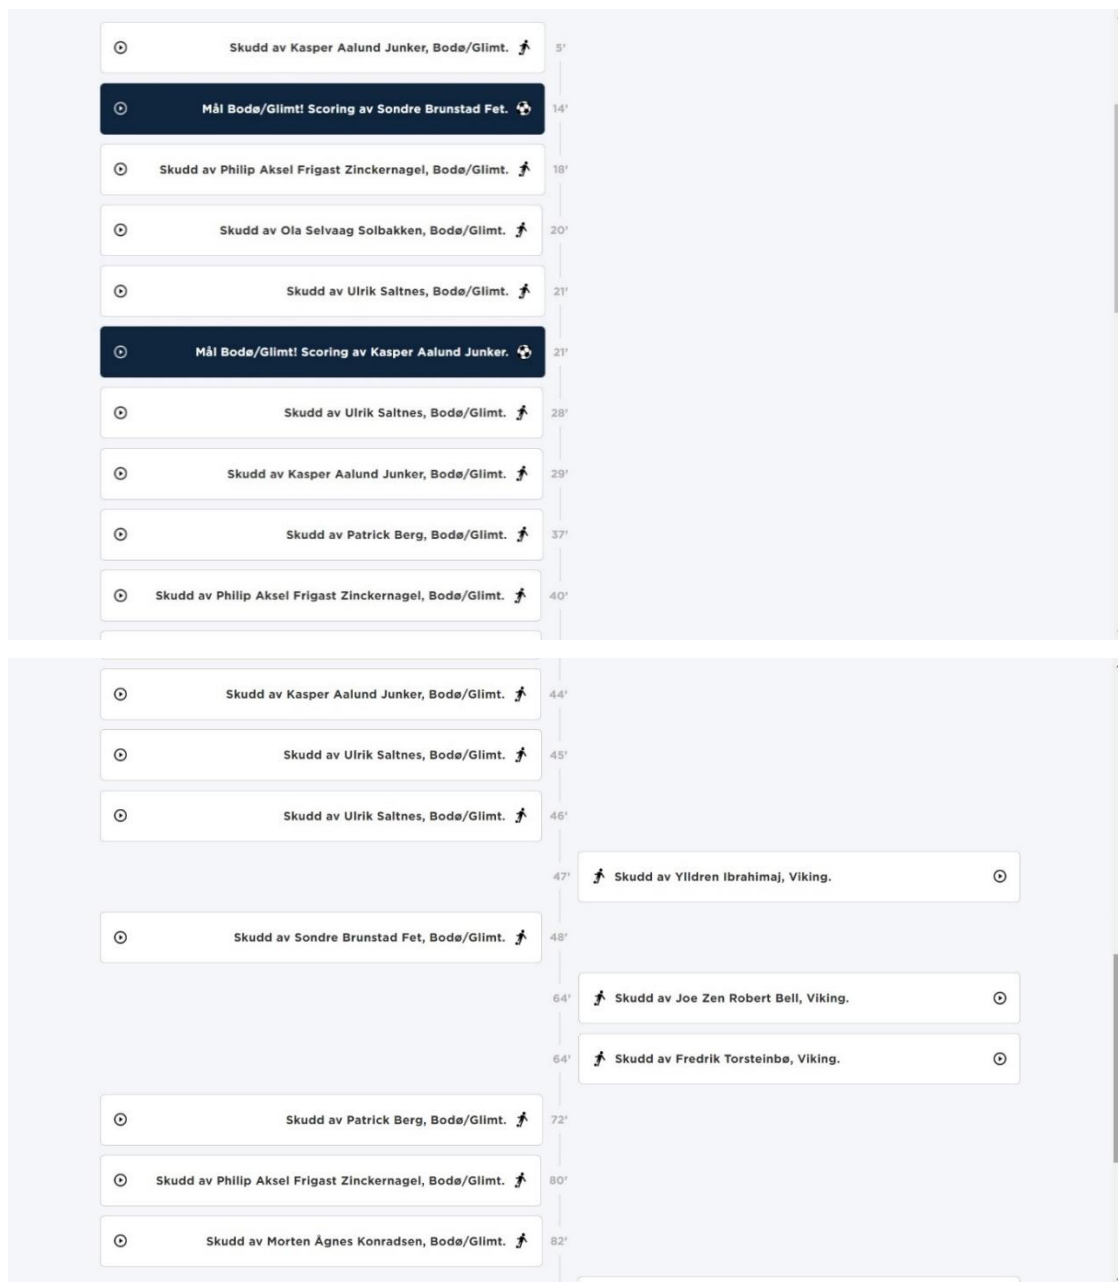 Skudd av Kasper Aalund Junker, Bodø/Glimt. 5'
Mål Bodø/Glimt! Scoring av Sondre Brunstad Fet. 14'
Skudd av Philip Aksel Frigast Zinckernagel, Bodø/Glimt. 18'
Skudd av Ola Selvaag Solbakken, Bodø/Glimt. 20'
Skudd av Ulrik Saltnes, Bodø/Glimt. 21'
Mål Bodø/Glimt! Scoring av Kasper Aalund Junker. 21'
Skudd av Ulrik Saltnes, Bodø/Glimt. 28'
Skudd av Kasper Aalund Junker, Bodø/Glimt. 29'
Skudd av Patrick Berg, Bodø/Glimt. 37'
Skudd av Philip Aksel Frigast Zinckernagel, Bodø/Glimt. 40'
Skudd av Kasper Aalund Junker, Bodø/Glimt. 44'
Skudd av Ulrik Saltnes, Bodø/Glimt. 45'
Skudd av Ulrik Saltnes, Bodø/Glimt. 46'
47' Skudd av Ylldren Ibrahimaj, Viking.
Skudd av Sondre Brunstad Fet, Bodø/Glimt. 48'
64' Skudd av Joe Zen Robert Bell, Viking.
64' Skudd av Fredrik Torsteinbø, Viking.
Skudd av Patrick Berg, Bodø/Glimt. 72'
Skudd av Philip Aksel Frigast Zinckernagel, Bodø/Glimt. 80'
Skudd av Morten Ågnes Konradsen, Bodø/Glimt. 82'